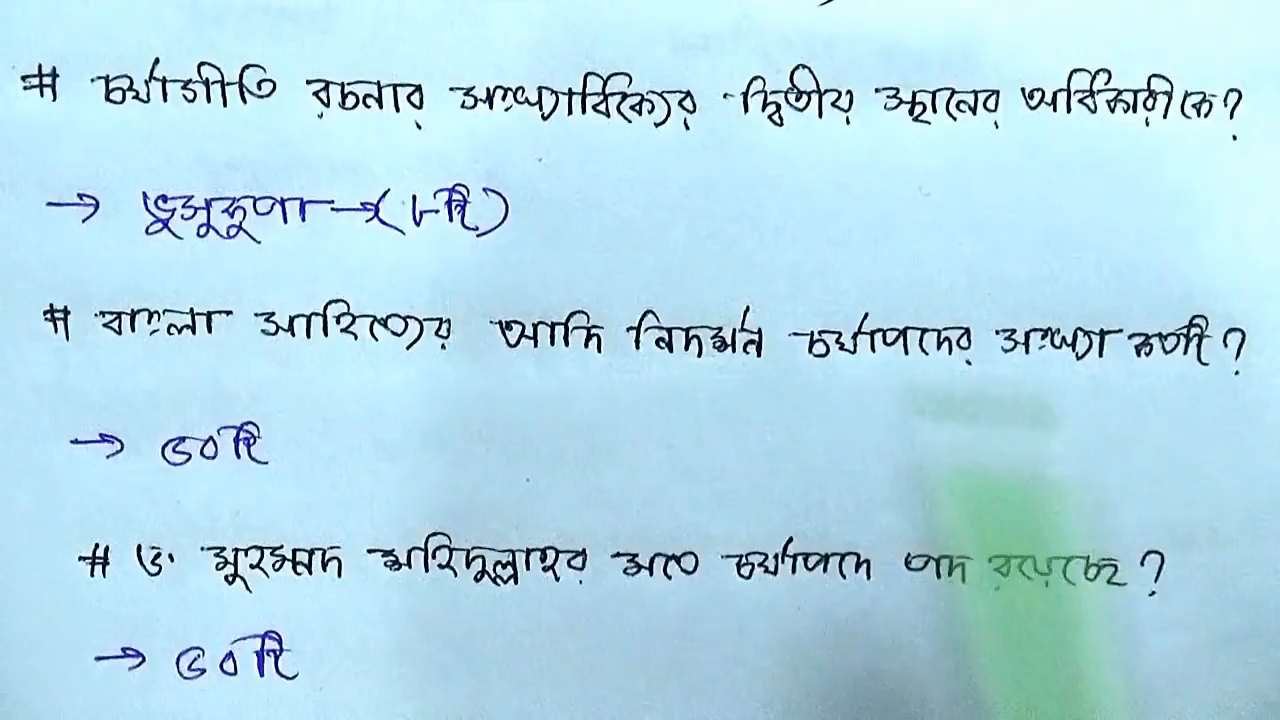 # চর্যাগীতি রচনার সংখ্যাধিক্যের দ্বিতীয় স্থানের অধিকারী কে?
→ ভুসুকুপা → (৮টি)
# বাংলা সাহিত্যের আদি নিদর্শন চর্যাপদের সংখ্যা কতটি?
→ ৫০টি
# ড. মুহম্মদ শহিদুল্লাহর মতে চর্যাপদে পদ রয়েছে?
→ ৫০টি